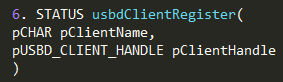 6. STATUS usbdClientRegister(
pCHAR pClientName,
pUSBD_CLIENT_HANDLE pClientHandle
)